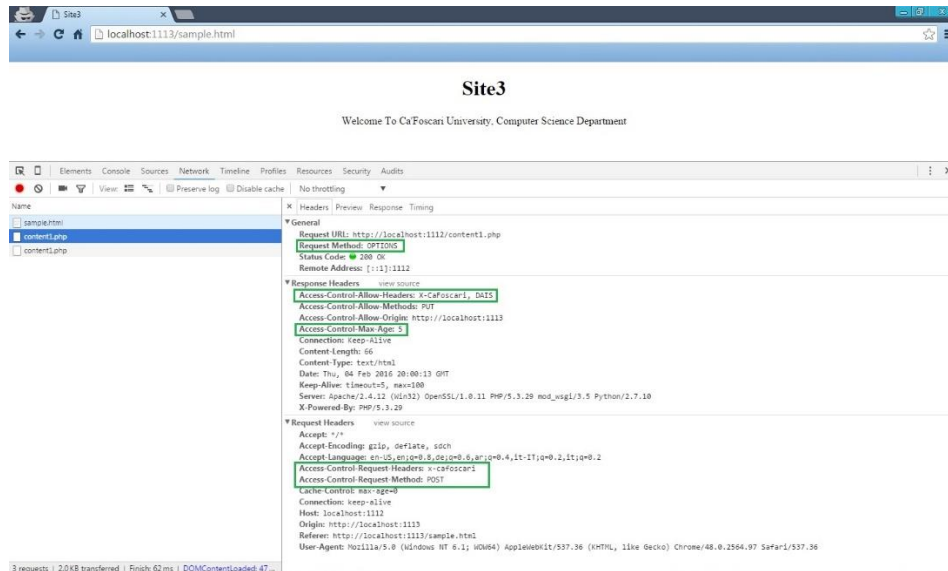 Site3
localhost:1113/sample.html
Site3
Welcome To Ca'Foscari University, Computer Science Department
Elements Console Sources Network Timeline Profiles Resources Security Audits
View: Preserve log Disable cache No throttling
Name
sample.html
content1.php
content1.php
Headers Preview Response Timing
General
Request URL: http://localhost:1112/content1.php
Request Method: OPTIONS
Status Code: 200 OK
Remote Address: [::1]:1112
Response Headers view source
Access-Control-Allow-Headers: X-CaFoscari, DAIS
Access-Control-Allow-Methods: PUT
Access-Control-Allow-Origin: http://localhost:1113
Access-Control-Max-Age: 5
Connection: Keep-Alive
Content-Length: 66
Content-Type: text/html
Date: Thu, 04 Feb 2016 20:00:13 GMT
Keep-Alive: timeout=5, max=100
Server: Apache/2.4.12 (Win32) OpenSSL/1.0.1l PHP/5.3.29 mod_wsgi/3.5 Python/2.7.10
X-Powered-By: PHP/5.3.29
Request Headers view source
Accept: */*
Accept-Encoding: gzip, deflate, sdch
Accept-Language: en-US,en;q=0.8,de;q=0.6,ar;q=0.4,it-IT;q=0.2,it;q=0.2
Access-Control-Request-Headers: x-cafoscari
Access-Control-Request-Method: POST
Cache-Control: max-age=0
Connection: keep-alive
Host: localhost:1112
Origin: http://localhost:1113
Referer: http://localhost:1113/sample.html
User-Agent: Mozilla/5.0 (Windows NT 6.1; WOW64) AppleWebKit/537.36 (KHTML, like Gecko) Chrome/48.0.2564.97 Safari/537.36
3 requests | 2.0 KB transferred | Finish: 62 ms | DOMContentLoaded: 47...